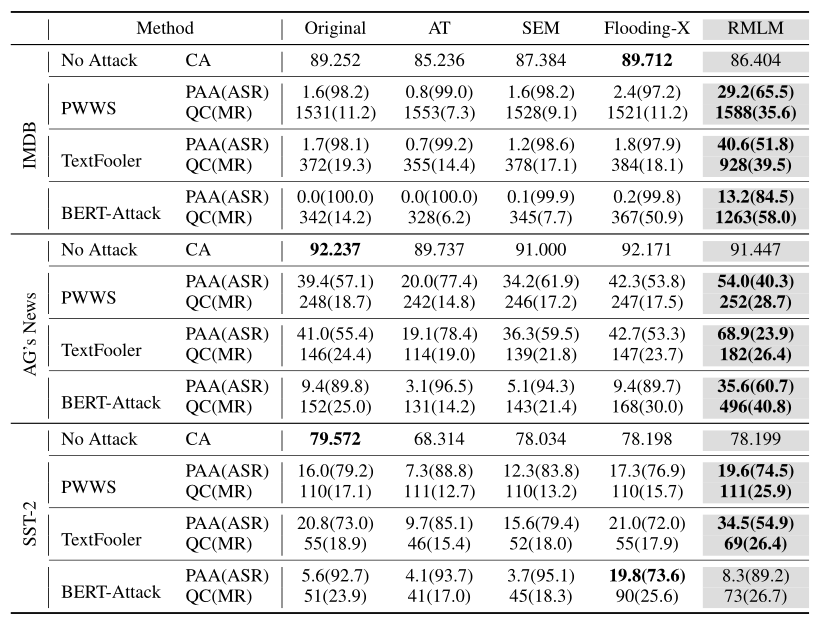 Method Original AT SEM Flooding-X RMLM
IMDB
No Attack CA 89.252 85.236 87.384 89.712 86.404
PWWS
PAA(ASR) 1.6(98.2) 0.8(99.0) 1.6(98.2) 2.4(97.2) 29.2(65.5)
QC(MR) 1531(11.2) 1553(7.3) 1528(9.1) 1521(11.2) 1588(35.6)
TextFooler
PAA(ASR) 1.7(98.1) 0.7(99.2) 1.2(98.6) 1.8(97.9) 40.6(51.8)
QC(MR) 372(19.3) 355(14.4) 378(17.1) 384(18.1) 928(39.5)
BERT-Attack
PAA(ASR) 0.0(100.0) 0.0(100.0) 0.1(99.9) 0.2(99.8) 13.2(84.5)
QC(MR) 342(14.2) 328(6.2) 345(7.7) 367(50.9) 1263(58.0)
AG's News
No Attack CA 92.237 89.737 91.000 92.171 91.447
PWWS
PAA(ASR) 39.4(57.1) 20.0(77.4) 34.2(61.9) 42.3(53.8) 54.0(40.3)
QC(MR) 248(18.7) 242(14.8) 246(17.2) 247(17.5) 252(28.7)
TextFooler
PAA(ASR) 41.0(55.4) 19.1(78.4) 36.3(59.5) 42.7(53.3) 68.9(23.9)
QC(MR) 146(24.4) 114(19.0) 139(21.8) 147(23.7) 182(26.4)
BERT-Attack
PAA(ASR) 9.4(89.8) 3.1(96.5) 5.1(94.3) 9.4(89.7) 35.6(60.7)
QC(MR) 152(25.0) 131(14.2) 143(21.4) 168(30.0) 496(40.8)
SST-2
No Attack CA 79.572 68.314 78.034 78.198 78.199
PWWS
PAA(ASR) 16.0(79.2) 7.3(88.8) 12.3(83.8) 17.3(76.9) 19.6(74.5)
QC(MR) 110(17.1) 111(12.7) 110(13.2) 110(15.7) 111(25.9)
TextFooler
PAA(ASR) 20.8(73.0) 9.7(85.1) 15.6(79.4) 21.0(72.0) 34.5(54.9)
QC(MR) 55(18.9) 46(15.4) 52(18.0) 55(17.9) 69(26.4)
BERT-Attack
PAA(ASR) 5.6(92.7) 4.1(93.7) 3.7(95.1) 19.8(73.6) 8.3(89.2)
QC(MR) 51(23.9) 41(17.0) 45(18.3) 90(25.6) 73(26.7)